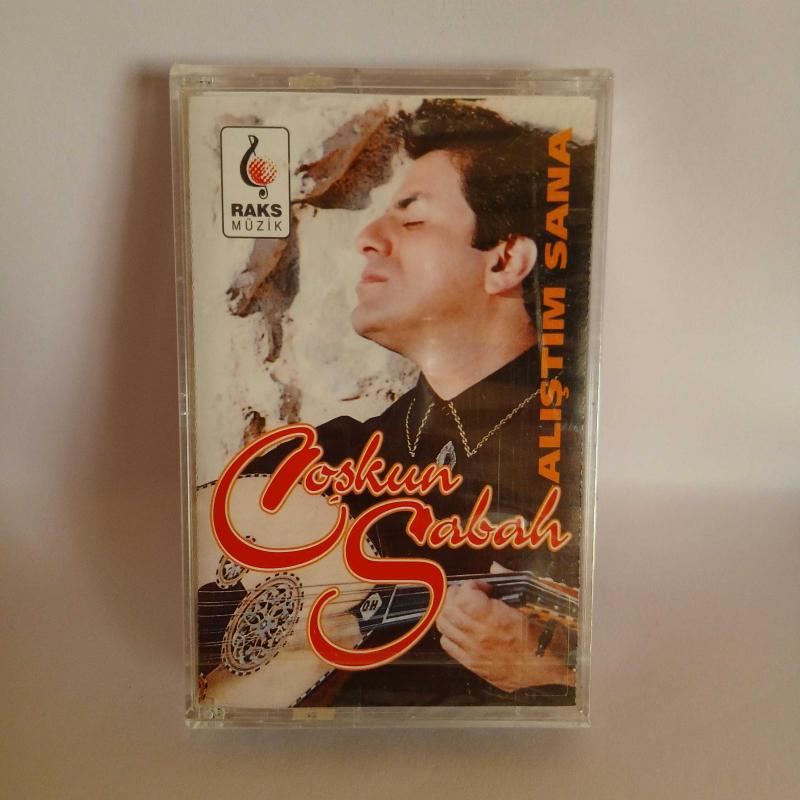 RAKS
MÜZİK
ALIŞTIM SANA
Coşkun
Sabah